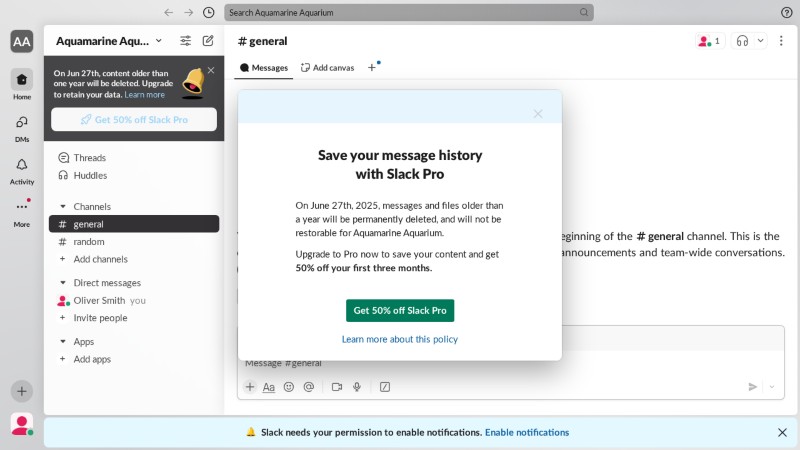 Search Aquamarine Aquarium
AA
Home
DMs
Activity
More
Aquamarine Aqu...
On Jun 27th, content older than
one year will be deleted. Upgrade
to retain your data. Learn more
Get 50% off Slack Pro
Threads
Huddles
Channels
# general
# random
+ Add channels
Direct messages
Oliver Smith you
+ Invite people
Apps
+ Add apps
# general
1
Messages
Add canvas
+
Save your message history
with Slack Pro
On June 27th, 2025, messages and files older than
a year will be permanently deleted, and will not be
restorable for Aquamarine Aquarium.
Upgrade to Pro now to save your content and get
50% off your first three months.
Get 50% off Slack Pro
Learn more about this policy
eginning of the # general channel. This is the
announcements and team-wide conversations.
Message #general
Aa
Slack needs your permission to enable notifications. Enable notifications